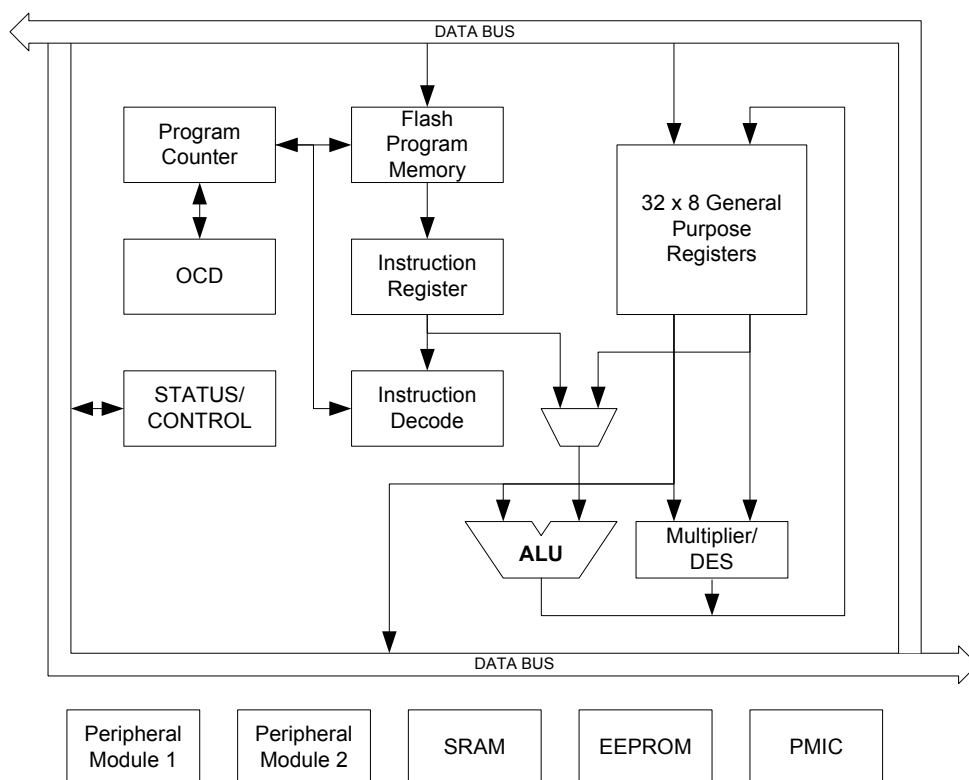 DATA BUS
Program
Counter
Flash
Program
Memory
32 x 8 General
Purpose
Registers
OCD
Instruction
Register
STATUS/
CONTROL
Instruction
Decode
ALU
Multiplier/
DES
DATA BUS
Peripheral
Module 1
Peripheral
Module 2
SRAM
EEPROM
PMIC